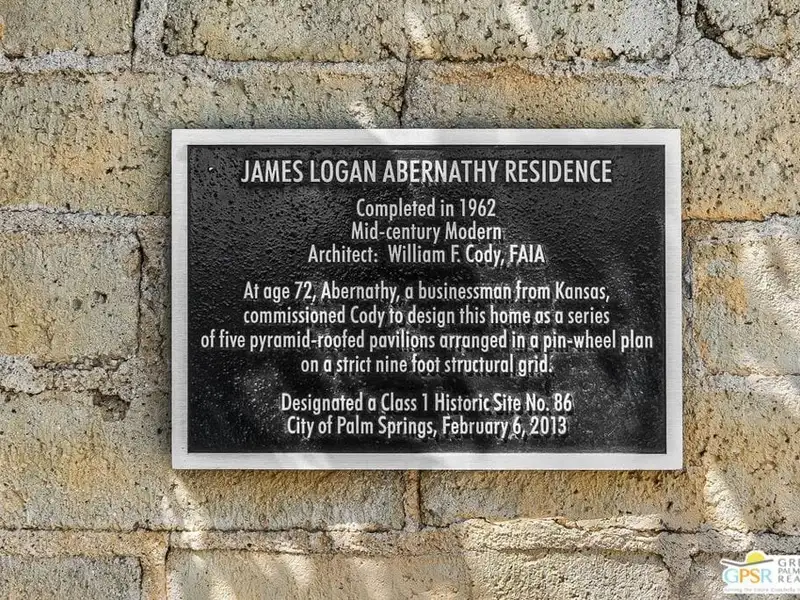 JAMES LOGAN ABERNATHY RESIDENCE
Completed in 1962
Mid-century Modern
Architect: William F. Cody, FAIA
At age 72, Abernathy, a businessman from Kansas,
commissioned Cody to design this home as a series
of five pyramid-roofed pavilions arranged in a pin-wheel plan
on a strict nine foot structural grid.
Designated a Class 1 Historic Site No. 86
City of Palm Springs, February 6, 2013
GPSR